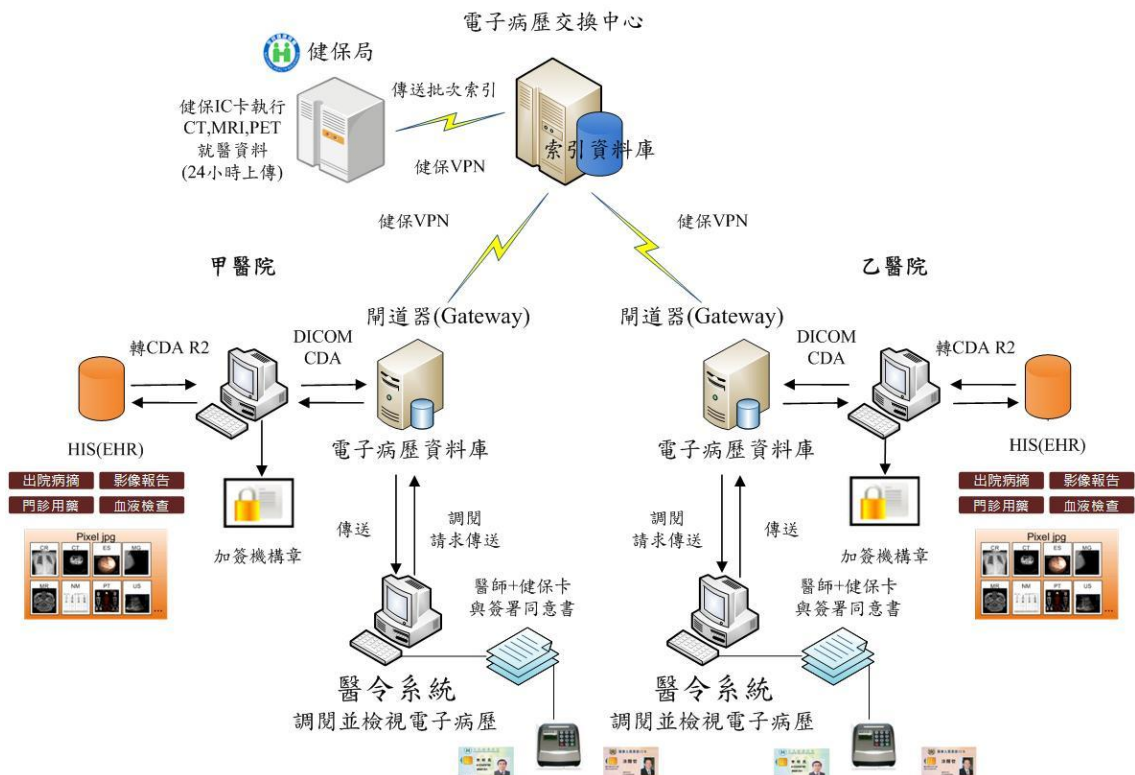 電子病歷交換中心
健保局
健保IC卡執行
CT,MRI,PET
就醫資料
(24小時上傳)
傳送批次索引
健保VPN
索引資料庫
健保VPN
健保VPN
甲醫院
乙醫院
閘道器(Gateway)
閘道器(Gateway)
轉CDA R2
DICOM
CDA
DICOM
CDA
轉CDA R2
HIS(EHR)
電子病歷資料庫
電子病歷資料庫
HIS(EHR)
出院病摘
影像報告
門診用藥
血液檢查
出院病摘
影像報告
門診用藥
血液檢查
加簽機構章
傳送
調閱
請求傳送
調閱
請求傳送
傳送
加簽機構章
Pixel jpg
CR
CT
ES
MG
MR
NM
PT
US
...
Pixel jpg
CR
CT
ES
MG
MR
NM
PT
US
...
醫師+健保卡
與簽署同意書
醫師+健保卡
與簽署同意書
醫令系統
調閱並檢視電子病歷
醫令系統
調閱並檢視電子病歷